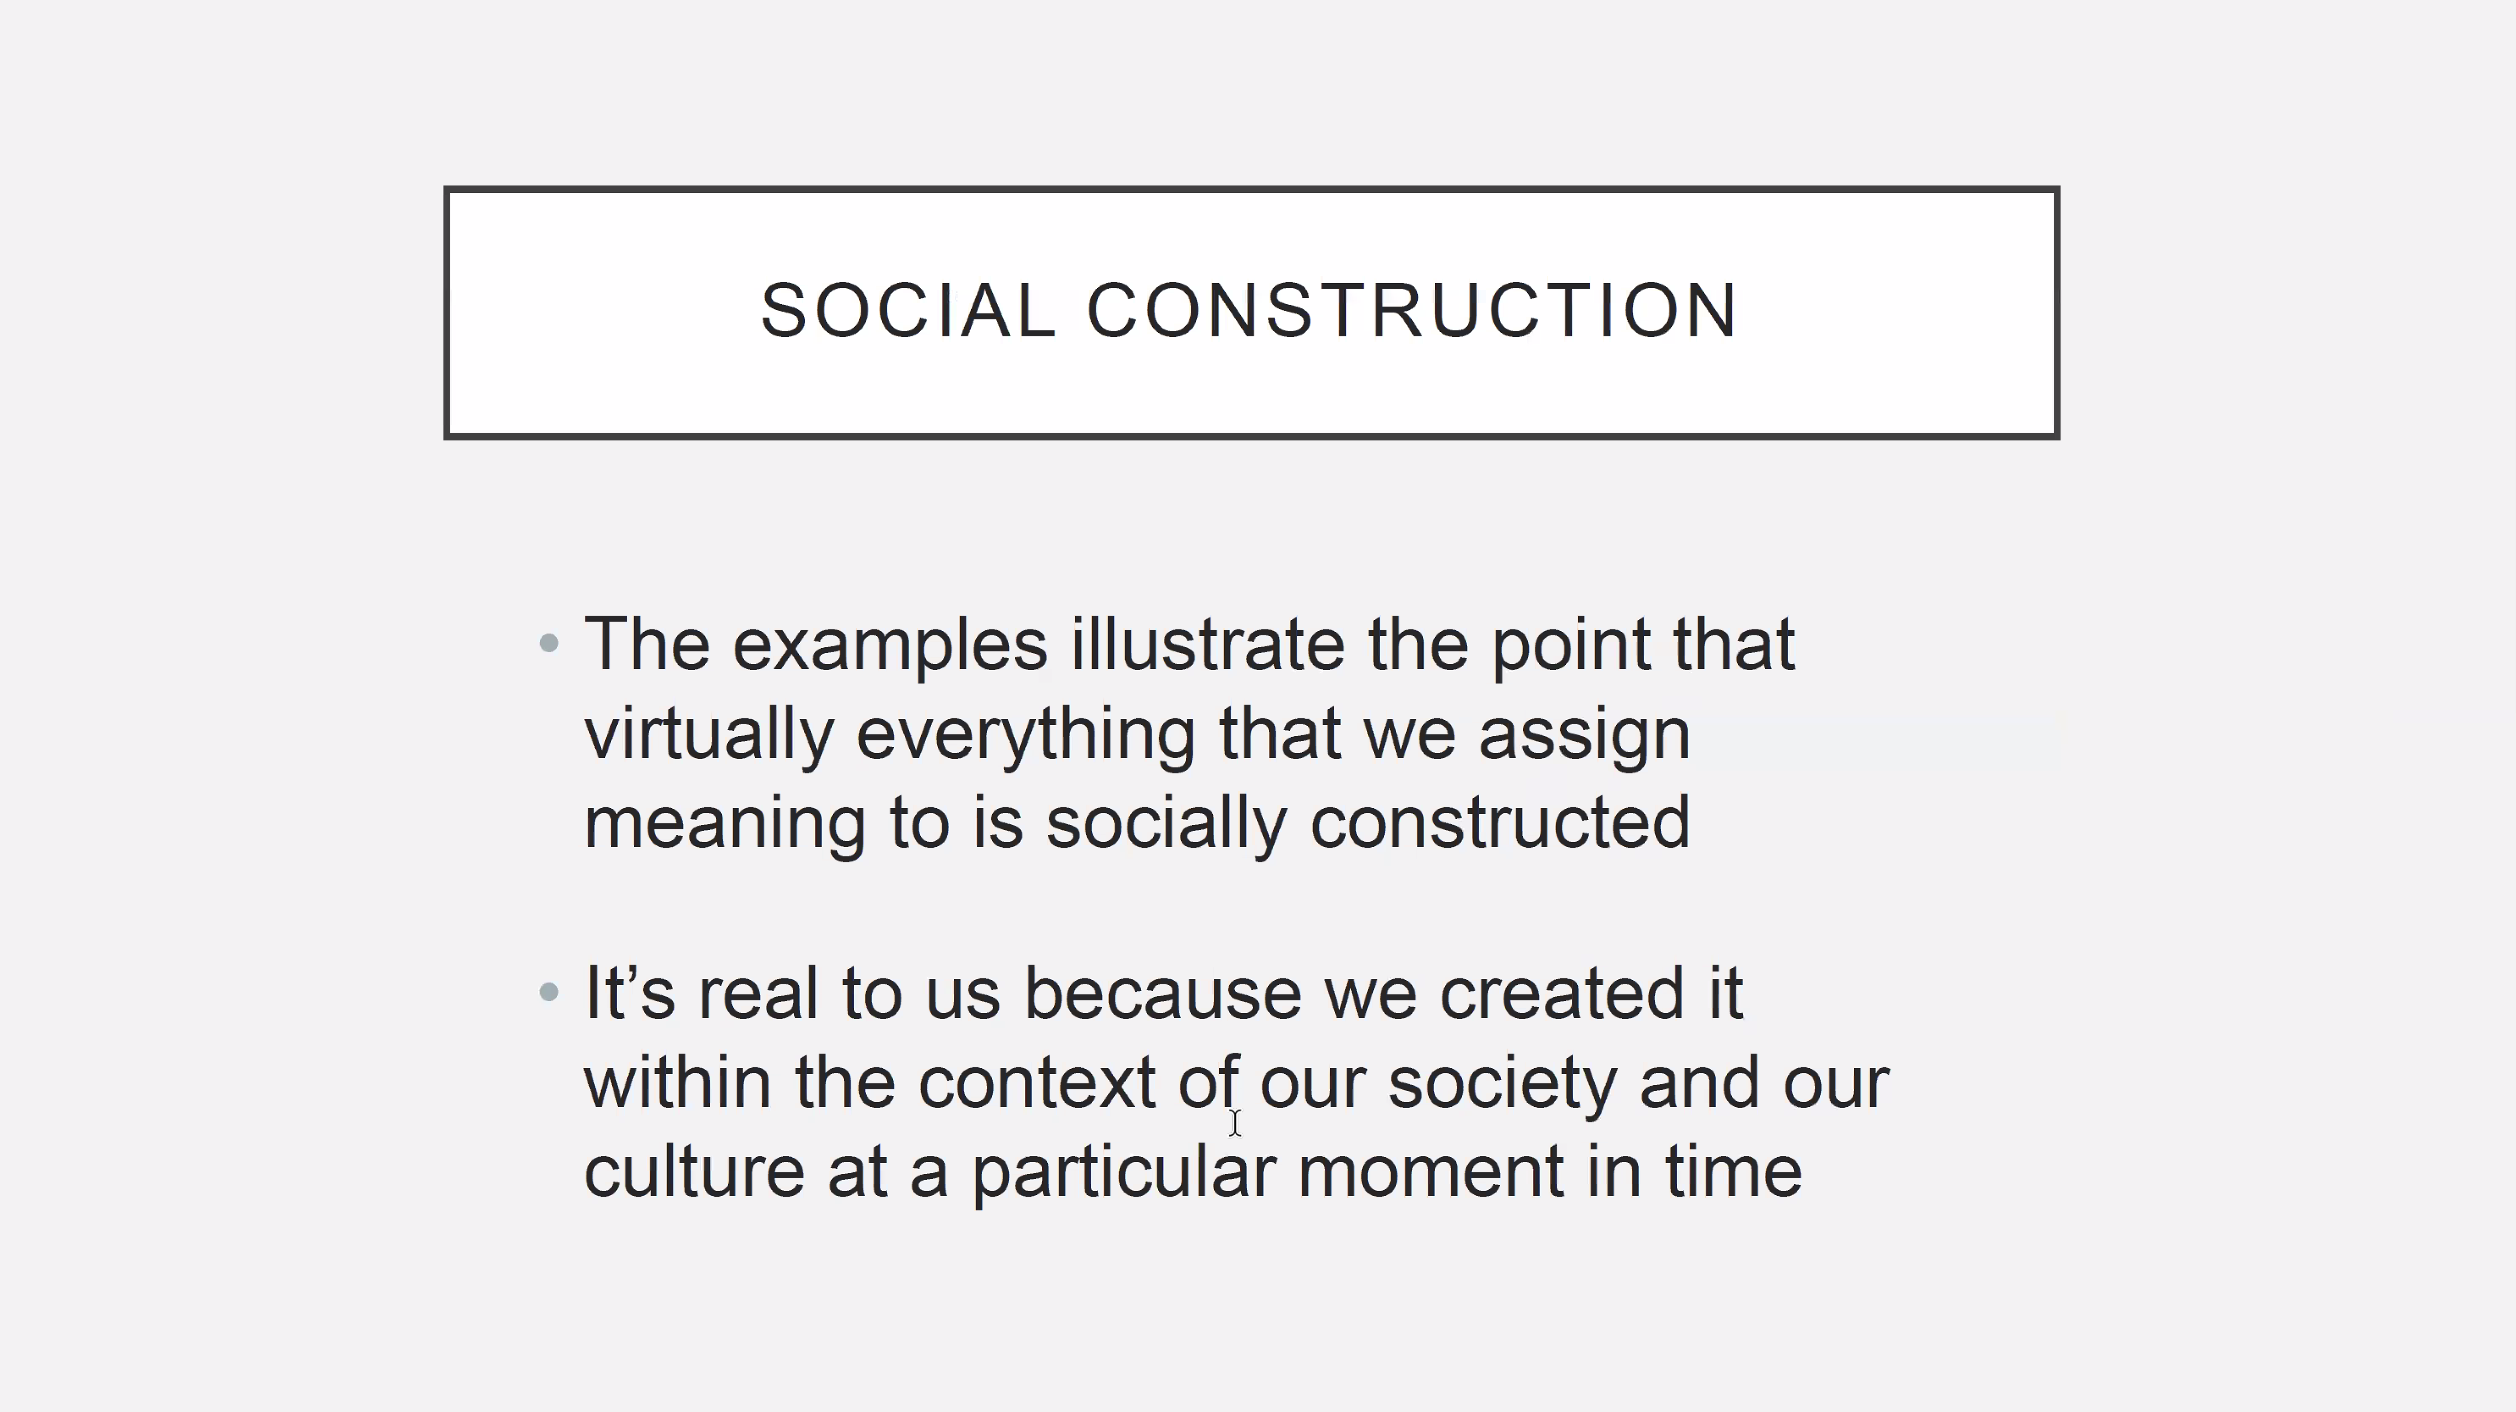 SOCIAL CONSTRUCTION
• The examples illustrate the point that
virtually everything that we assign
meaning to is socially constructed
• It’s real to us because we created it
within the context of our society and our
culture at a particular moment in time